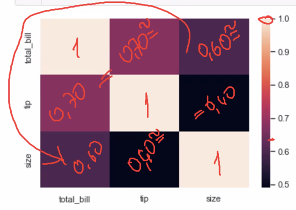 total_bill 1 0,70≈ 0,60≈ 1.0
0.9
0.8
tip 0,70 1 ≈0,40 0.7
0.6
size 0,60 0,40≈ 1 0.5
total_bill tip size